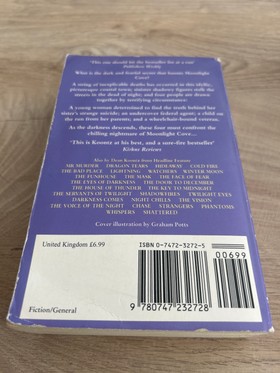 'This one should hit the bestseller list at a run'
Publishers Weekly
What is the dark and fearful secret that haunts Moonlight
Cove?
A string of inexplicable deaths has occurred in this idyllic,
picturesque coastal town, sinister shadowy figures stalk the
streets in the dead of night; and four people are drawn
together by terrifying circumstance
A young woman determined to find the truth behind her
sister's strange suicide; an undercover federal agent; a child on
the run from her parents; and a wheelchair-bound veteran.
As the darkness descends, these four must confront the
chilling nightmare of Moonlight Cove...
'This is Koontz at his best, and a sure-fire bestseller'
Kirkus Reviews
Also by Dean Koontz from Headline Feature
MR MURDER DRAGON TEARS HIDEAWAY COLD FIRE
THE BAD PLACE LIGHTNING WATCHERS WINTER MOON
THE FUNHOUSE THE MASK THE FACE OF FEAR
THE EYES OF DARKNESS THE DOOR TO DECEMBER
THE HOUSE OF THUNDER THE KEY TO MIDNIGHT
THE SERVANTS OF TWILIGHT SHADOWFIRES TWILIGHT EYES
DARKNESS COMES NIGHT CHILLS THE VISION
THE VOICE OF THE NIGHT CHASE STRANGERS PHANTOMS
WHISPERS SHATTERED
Cover illustration by Graham Potts
United Kingdom £6.99
ISBN 0-7472-3272-5
00699
9 780747 232728
Fiction/General